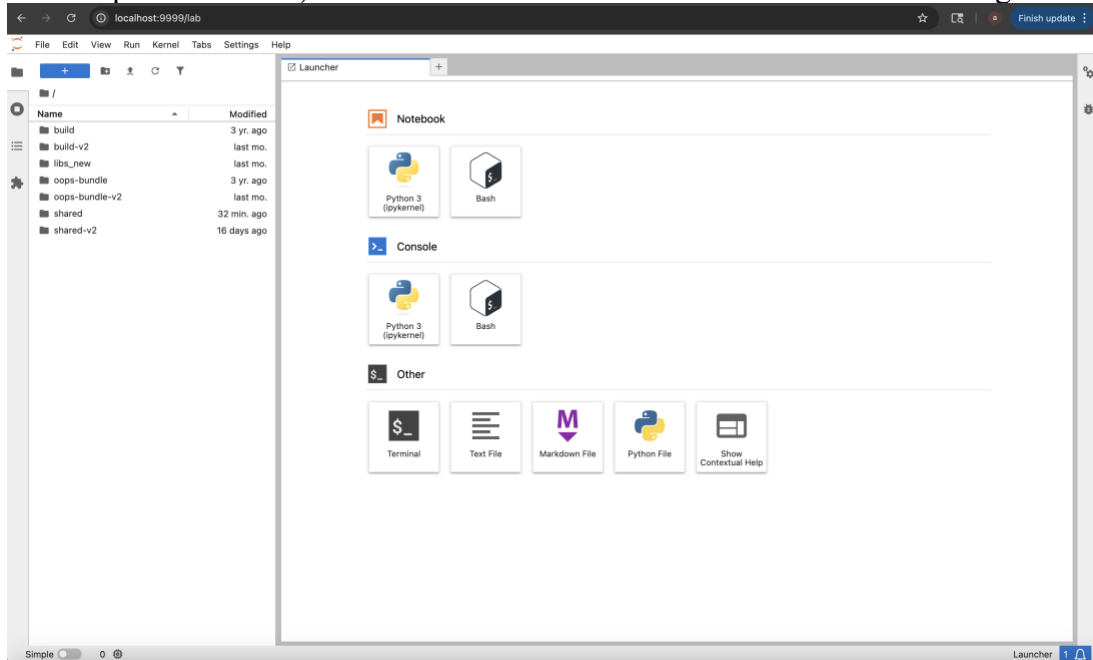 localhost:9999/lab
a
Finish update
File Edit View Run Kernel Tabs Settings Help
+
Launcher
+
/
Name Modified
build 3 yr. ago
build-v2 last mo.
libs_new last mo.
oops-bundle 3 yr. ago
oops-bundle-v2 last mo.
shared 32 min. ago
shared-v2 16 days ago
Notebook
$_
Python 3
(ipykernel)
Bash
>_ Console
$_
Python 3
(ipykernel)
Bash
$_ Other
$_
M
Terminal
Text File
Markdown File
Python File
Show
Contextual Help
Simple 0 Launcher 1